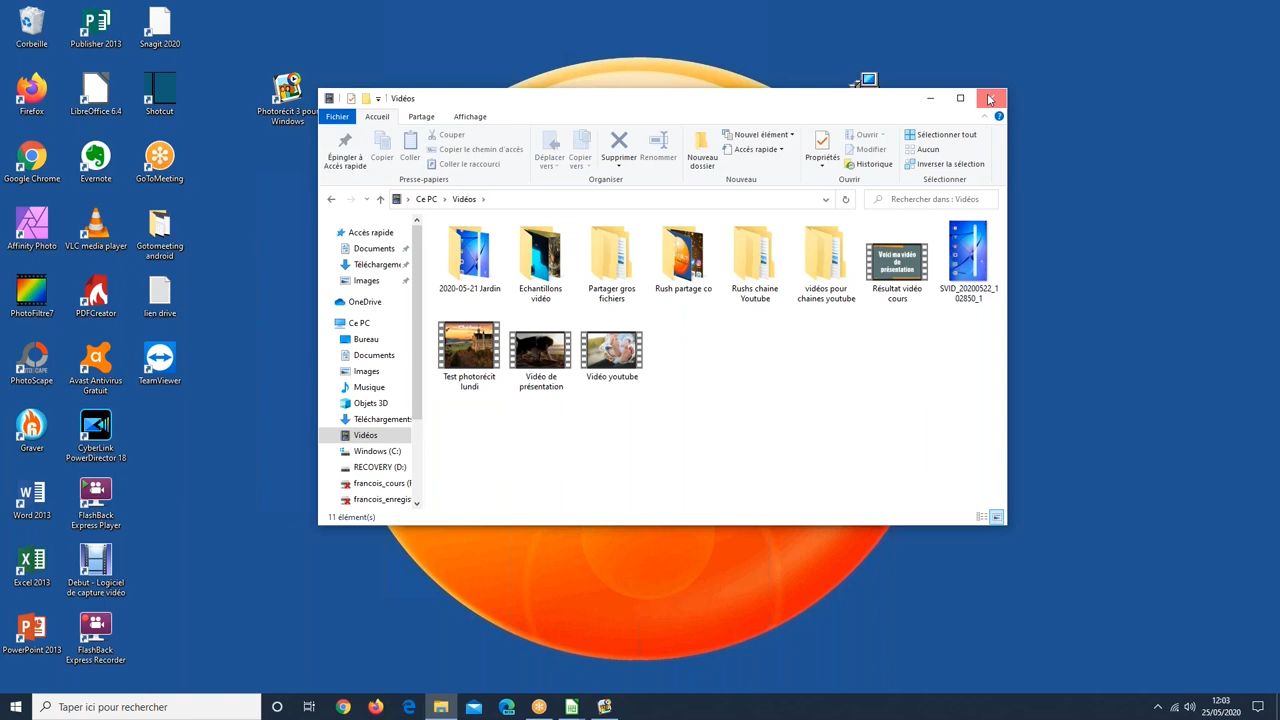 Corbeille
Publisher 2013
Snagit 2020
Firefox
LibreOffice 6.4
Shotcut
Photorécit 3 pour
Windows
Google Chrome
Evernote
GoToMeeting
Affinity Photo
VLC media player
Gotomeeting
android
PhotoFiltre7
PDFCreator
lien drive
PhotoScape
Avast Antivirus
Gratuit
TeamViewer
Graver
CyberLink
PowerDirector 18
Word 2013
FlashBack
Express Player
Excel 2013
Debut - Logiciel
de capture vidéo
PowerPoint 2013
FlashBack
Express Recorder
Vidéos
Fichier
Accueil
Partage
Affichage
Épingler à
Accès rapide
Copier
Coller
Couper
Copier le chemin d'accès
Coller le raccourci
Presse-papiers
Déplacer
vers
Copier
vers
Supprimer
Renommer
Organiser
Nouveau
dossier
Nouvel élément
Accès rapide
Nouveau
Propriétés
Ouvrir
Modifier
Historique
Ouvrir
Sélectionner tout
Aucun
Inverser la sélection
Sélectionner
Ce PC > Vidéos >
Rechercher dans : Vidéos
Accès rapide
Documents
Téléchargeme
Images
OneDrive
Ce PC
Bureau
Documents
Images
Musique
Objets 3D
Téléchargements
Vidéos
Windows (C:)
RECOVERY (D:)
francois_cours (
francois_enregis
2020-05-21 Jardin
Echantillons
vidéo
Partager gros
fichiers
Rush partage co
Rushs chaine
Youtube
vidéos pour
chaines youtube
Voici ma vidéo
de
présentation
Résultat vidéo
cours
SVID_20200522_1
02850_1
Test photorécit
lundi
Vidéo de
présentation
Vidéo youtube
11 élément(s)
Taper ici pour rechercher
12:03
25/05/2020